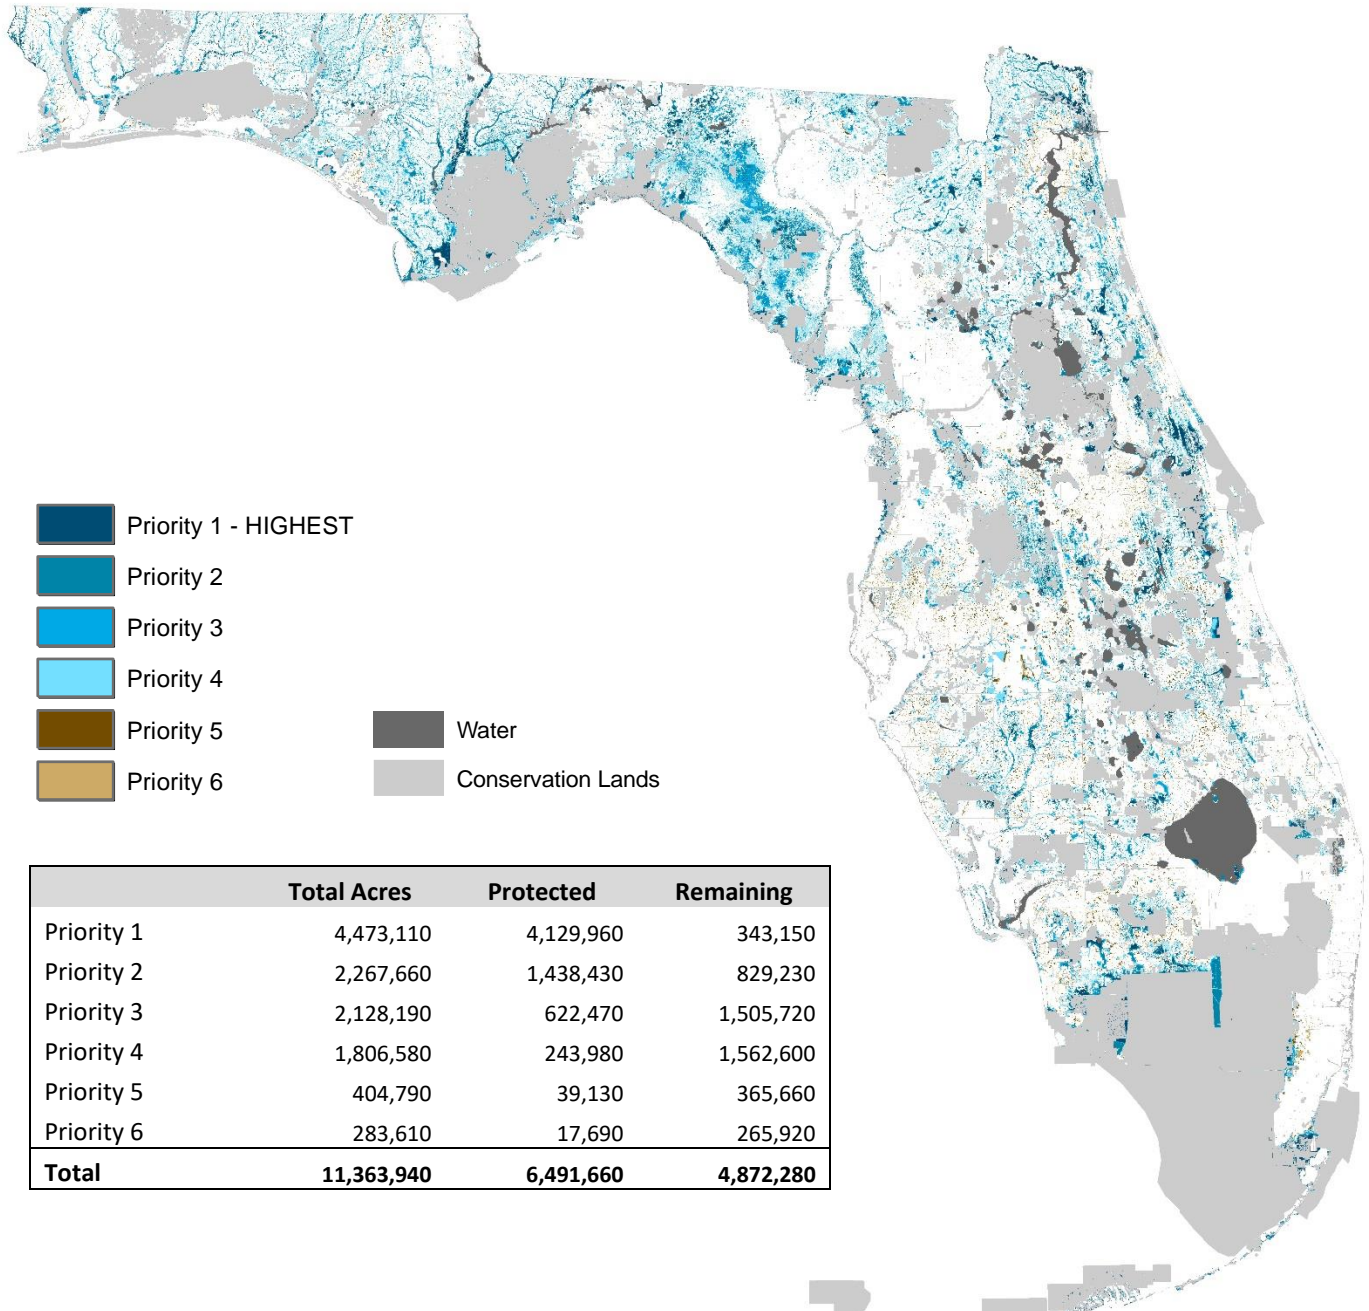 Priority 1 - HIGHEST
Priority 2
Priority 3
Priority 4
Priority 5
Priority 6
Water
Conservation Lands
Total Acres Protected Remaining
Priority 1 4,473,110 4,129,960 343,150
Priority 2 2,267,660 1,438,430 829,230
Priority 3 2,128,190 622,470 1,505,720
Priority 4 1,806,580 243,980 1,562,600
Priority 5 404,790 39,130 365,660
Priority 6 283,610 17,690 265,920
Total 11,363,940 6,491,660 4,872,280